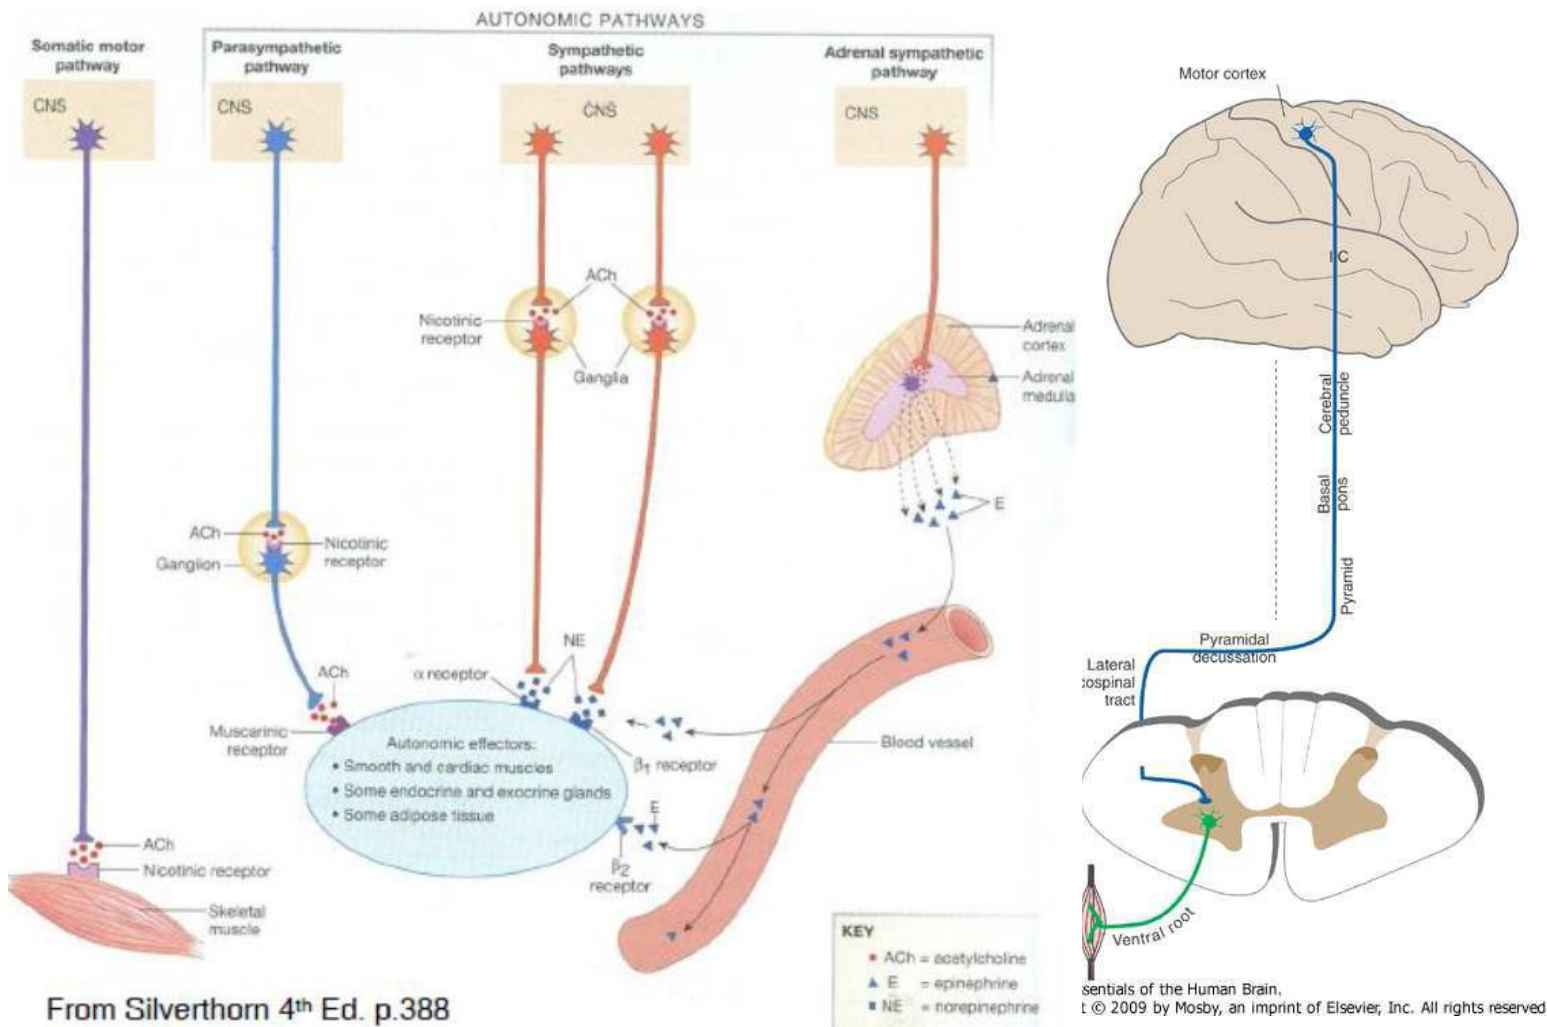 AUTONOMIC PATHWAYS
Somatic motor
pathway
Parasympathetic
pathway
Sympathetic
pathways
Adrenal sympathetic
pathway
CNS
CNS
CNS
CNS
ACh
Nicotinic
receptor
Ganglia
Adrenal
cortex
Adrenal
medulla
E
ACh
Ganglion
Nicotinic
receptor
NE
α receptor
ACh
Muscarinic
receptor
Autonomic effectors:
• Smooth and cardiac muscles
• Some endocrine and exocrine glands
• Some adipose tissue
β1 receptor
Blood vessel
E
β2
receptor
ACh
Nicotinic receptor
Skeletal
muscle
KEY
ACh = acetylcholine
E = epinephrine
NE = norepinephrine
From Silverthorn 4th Ed. p.388
Motor cortex
IC
Cerebral
peduncle
Basal
pons
Pyramid
Pyramidal
decussation
Lateral
cospinal
tract
Ventral root
sentials of the Human Brain.
t © 2009 by Mosby, an imprint of Elsevier, Inc. All rights reserved